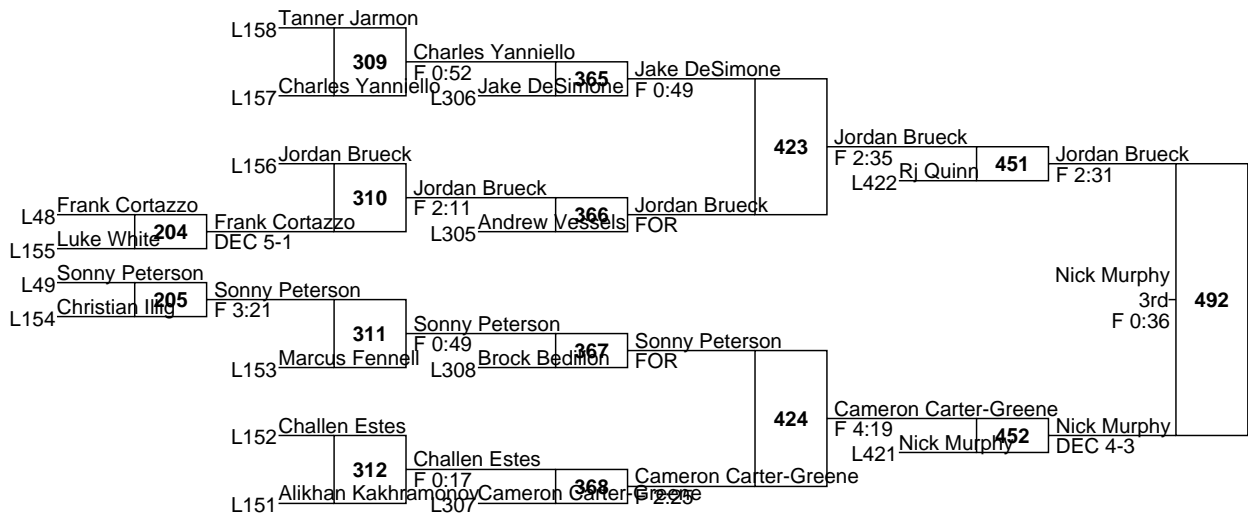 L158 Tanner Jarmon
309
Charles Yanniello
F 0:52
L157 Charles Yanniello
L306 Jake DeSimone
365
Jake DeSimone
F 0:49
423
L156 Jordan Brueck
310
Jordan Brueck
F 2:11
L48 Frank Cortazzo
204
Frank Cortazzo
DEC 5-1
L155 Luke White
L305 Andrew Vessels
366
Jordan Brueck
FOR
Jordan Brueck
F 2:35
L422 Rj Quinn
451
Jordan Brueck
F 2:31
L49 Sonny Peterson
205
Sonny Peterson
F 3:21
L154 Christian Illig
311
Sonny Peterson
F 0:49
L153 Marcus Fennell
L308 Brock Bedillon
367
Sonny Peterson
FOR
424
L152 Challen Estes
312
Challen Estes
F 0:17
L151 Alikhan Kakhramonov
L307 Cameron Carter-Greene
368
Cameron Carter-Greene
F 2:25
Cameron Carter-Greene
F 4:19
L421 Nick Murphy
452
Nick Murphy
DEC 4-3
Nick Murphy
3rd
F 0:36
492